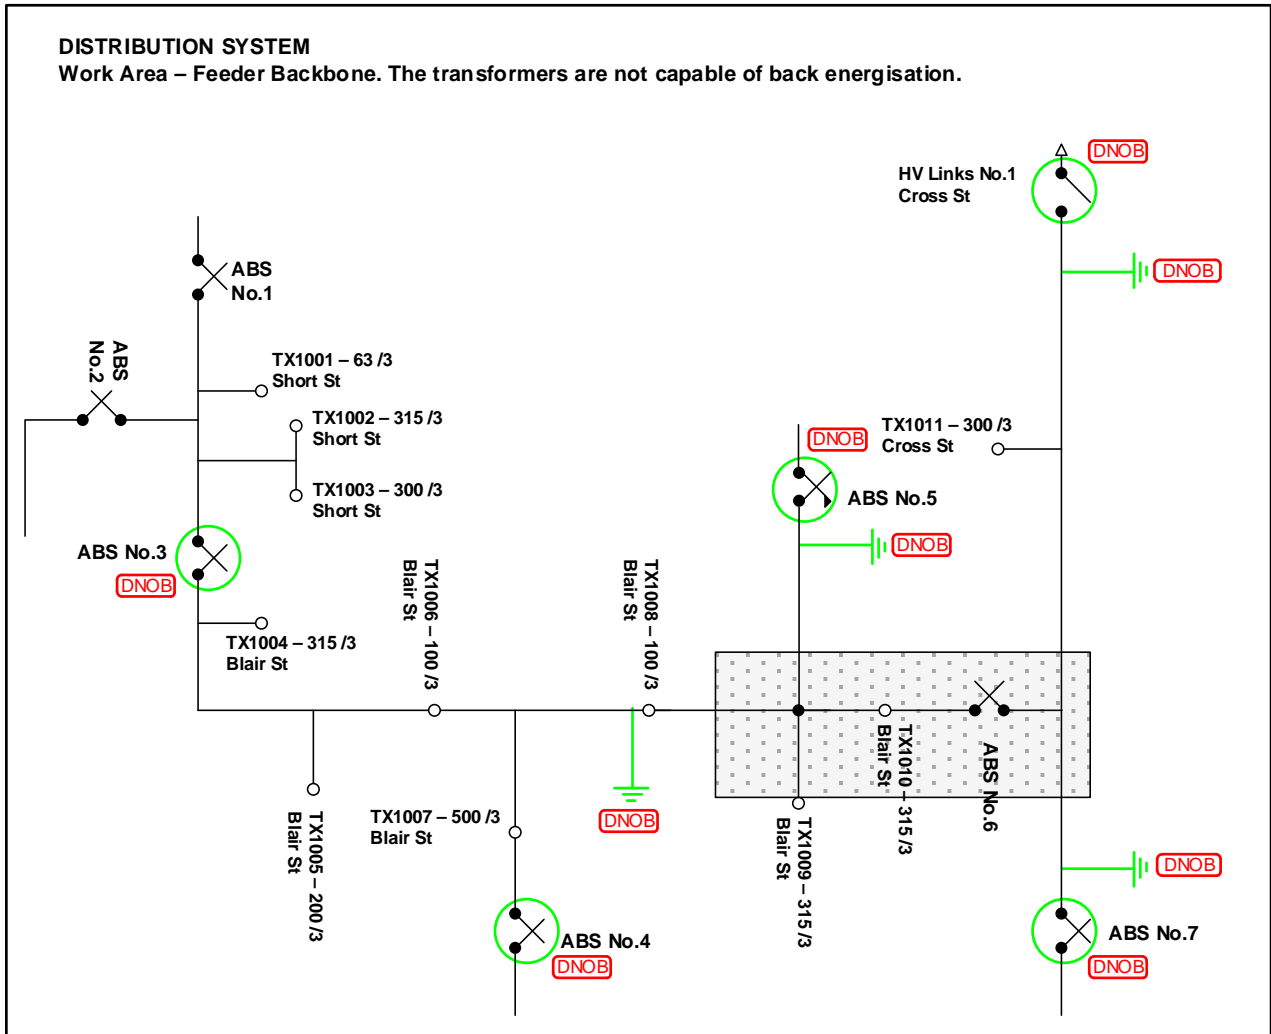 DISTRIBUTION SYSTEM
Work Area – Feeder Backbone. The transformers are not capable of back energisation.
DNOB
HV Links No.1
Cross St
DNOB
ABS
No.1
ABS
No.2
TX1001 – 63 /3
Short St
TX1002 – 315 /3
Short St
TX1003 – 300 /3
Short St
TX1011 – 300 /3
Cross St
DNOB
ABS No.5
DNOB
ABS No.3
DNOB
TX1004 – 315 /3
Blair St
TX1006 – 100 /3
Blair St
TX1008 – 100 /3
Blair St
TX1005 – 200 /3
Blair St
TX1007 – 500 /3
Blair St
DNOB
TX1009 – 315 /3
Blair St
TX1010 – 315 /3
Blair St
ABS No.6
DNOB
ABS No.4
DNOB
ABS No.7
DNOB